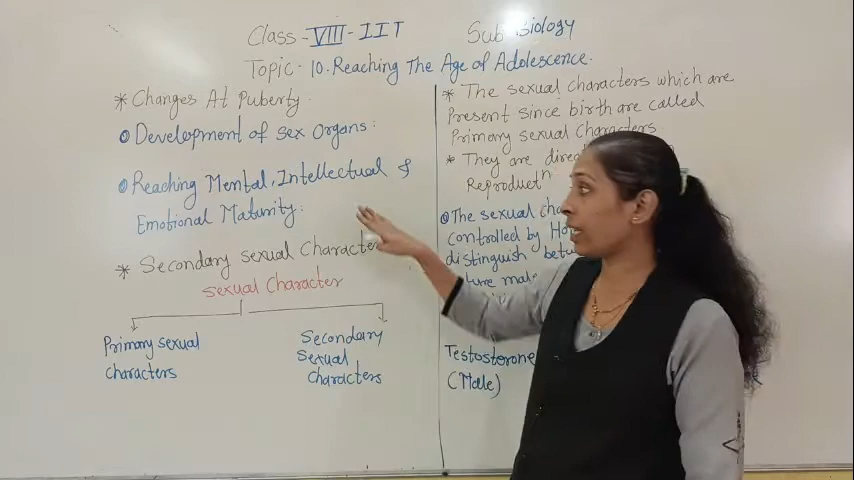 Class - VIII - IIT
Sub Biology
Topic - 10. Reaching The Age of Adolescence.
* Changes At Puberty.
Development of sex Organs.
Reaching Mental, Intellectual &
Emotional Maturity.
* Secondary sexual Character
sexual Character
Primary sexual
characters
Secondary
Sexual
Characters
* The sexual characters which are
Present since birth are called
Primary sexual characters.
* They are
Reproductⁿ
The sexual
controlled by
distinguish
Testosterone
(Male)